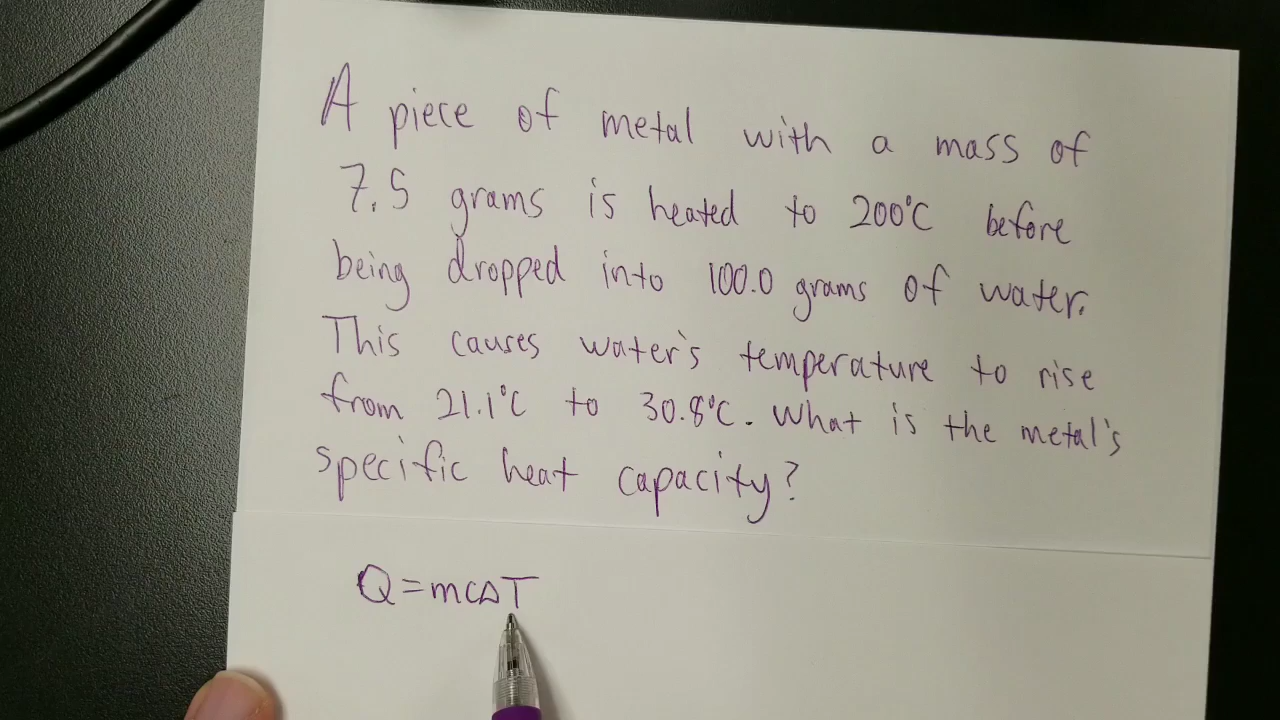 A piece of metal with a mass of
7.5 grams is heated to 200°C before
being dropped into 100.0 grams of water.
This causes water's temperature to rise
from 21.1°C to 30.8°C. What is the metal's
specific heat capacity?
Q=mcΔT